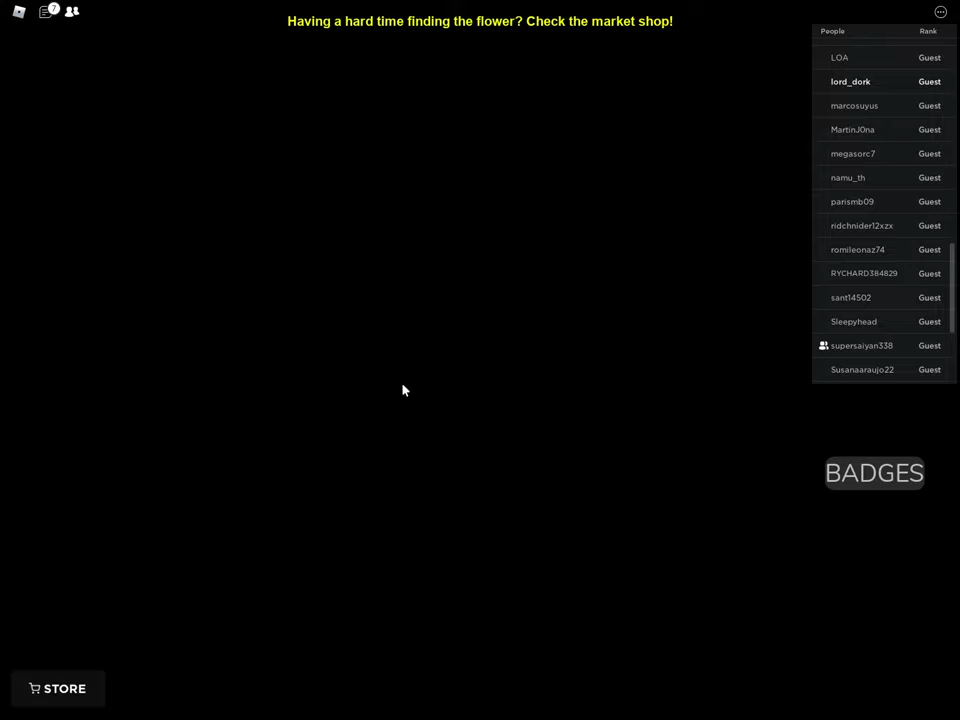 7
Having a hard time finding the flower? Check the market shop!
People Rank
LOA Guest
lord_dork Guest
marcosuyus Guest
MartinJ0na Guest
megasorc7 Guest
namu_th Guest
parismb09 Guest
ridchnider12xzx Guest
romileonaz74 Guest
RYCHARD384829 Guest
sant14502 Guest
Sleepyhead Guest
supersaiyan338 Guest
Susanaaraujo22 Guest
BADGES
STORE